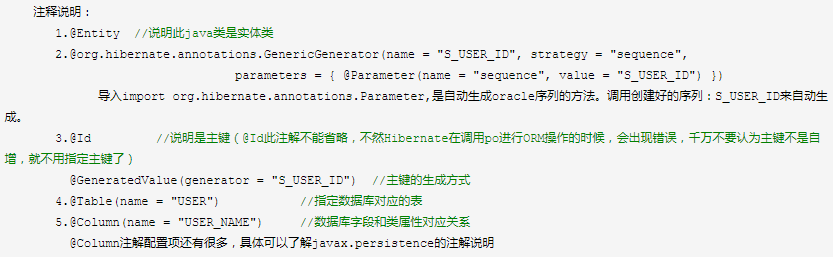 注释说明：
1.@Entity  //说明此java类是实体类
2.@org.hibernate.annotations.GenericGenerator(name = "S_USER_ID", strategy = "sequence",
parameters = { @Parameter(name = "sequence", value = "S_USER_ID") })
导入import org.hibernate.annotations.Parameter,是自动生成oracle序列的方法。调用创建好的序列：S_USER_ID来自动生
成。
3.@Id          //说明是主键（@Id此注解不能省略，不然Hibernate在调用po进行ORM操作的时候，会出现错误，千万不要认为主键不是自
增，就不用指定主键了）
@GeneratedValue(generator = "S_USER_ID")  //主键的生成方式
4.@Table(name = "USER")             //指定数据库对应的表
5.@Column(name = "USER_NAME")      //数据库字段和类属性对应关系
@Column注解配置项还有很多，具体可以了解javax.persistence的注解说明